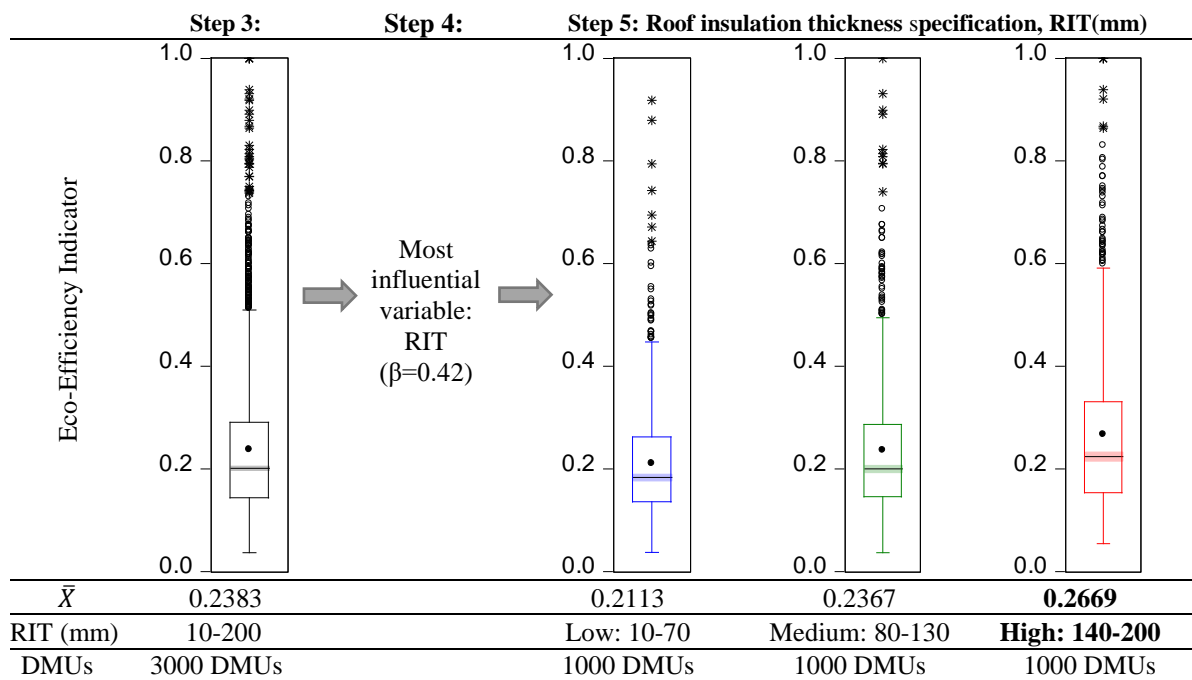 Step 3: Step 4: Step 5: Roof insulation thickness specification, RIT(mm)
Eco-Efficiency Indicator
1.0 1.0 1.0 1.0
0.8 0.8 0.8 0.8
0.6 0.6 0.6 0.6
Most
influential
variable:
RIT
(β=0.42)
0.4 0.4 0.4 0.4
0.2 0.2 0.2 0.2
0.0 0.0 0.0 0.0
X̄ 0.2383 0.2113 0.2367 0.2669
RIT (mm) 10-200 Low: 10-70 Medium: 80-130 High: 140-200
DMUs 3000 DMUs 1000 DMUs 1000 DMUs 1000 DMUs